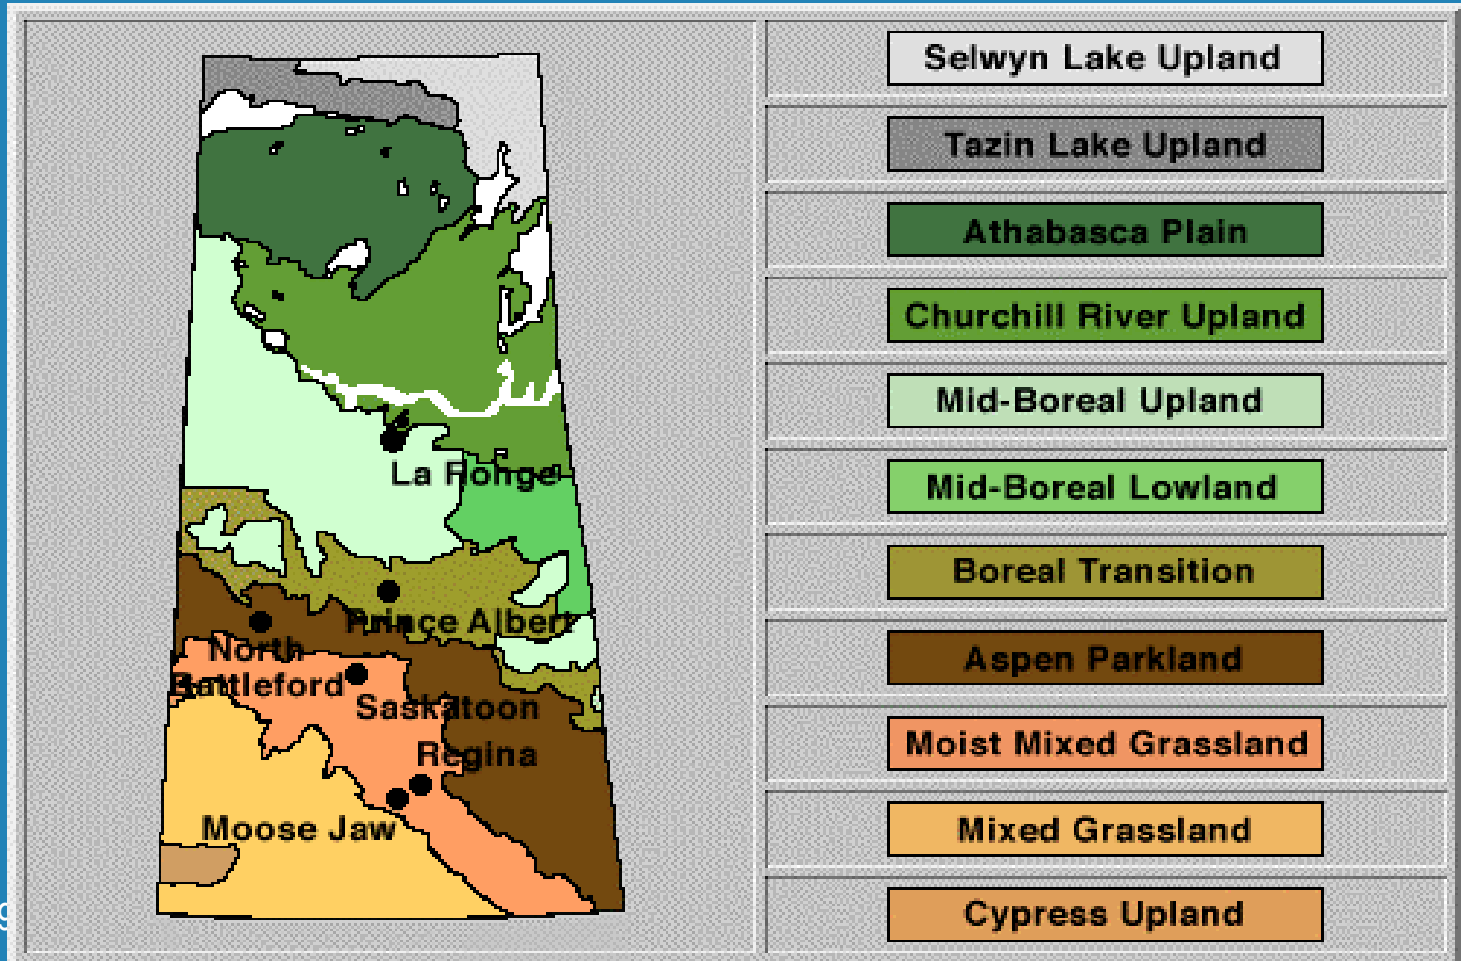 La Ronge
Prince Albert
North
Battleford
Saskatoon
Regina
Moose Jaw
Selwyn Lake Upland
Tazin Lake Upland
Athabasca Plain
Churchill River Upland
Mid-Boreal Upland
Mid-Boreal Lowland
Boreal Transition
Aspen Parkland
Moist Mixed Grassland
Mixed Grassland
Cypress Upland